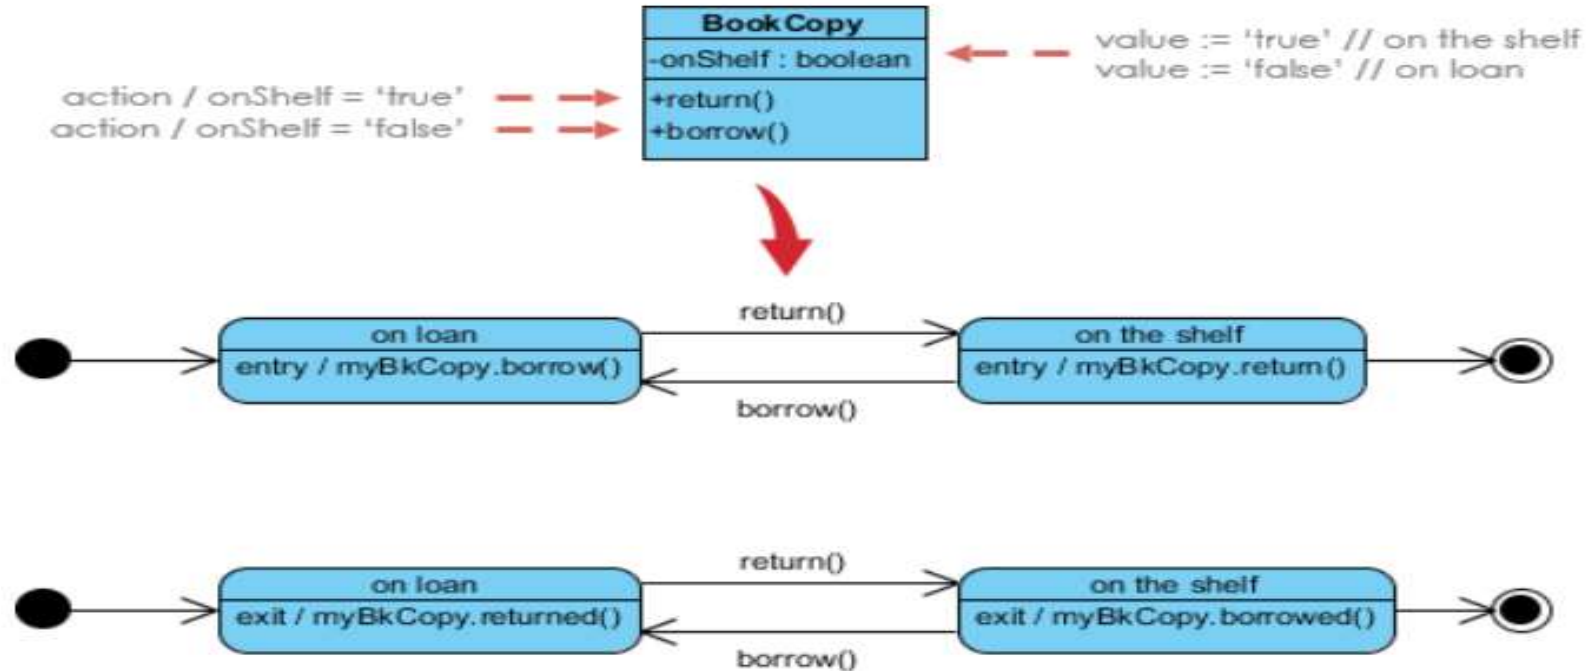 BookCopy
-onShelf : boolean
+return()
+borrow()
value := 'true' // on the shelf
value := 'false' // on loan
action / onShelf = 'true'
action / onShelf = 'false'
return()
on loan
entry / myBkCopy.borrow()
on the shelf
entry / myBkCopy.return()
borrow()
return()
on loan
exit / myBkCopy.returned()
on the shelf
exit / myBkCopy.borrowed()
borrow()